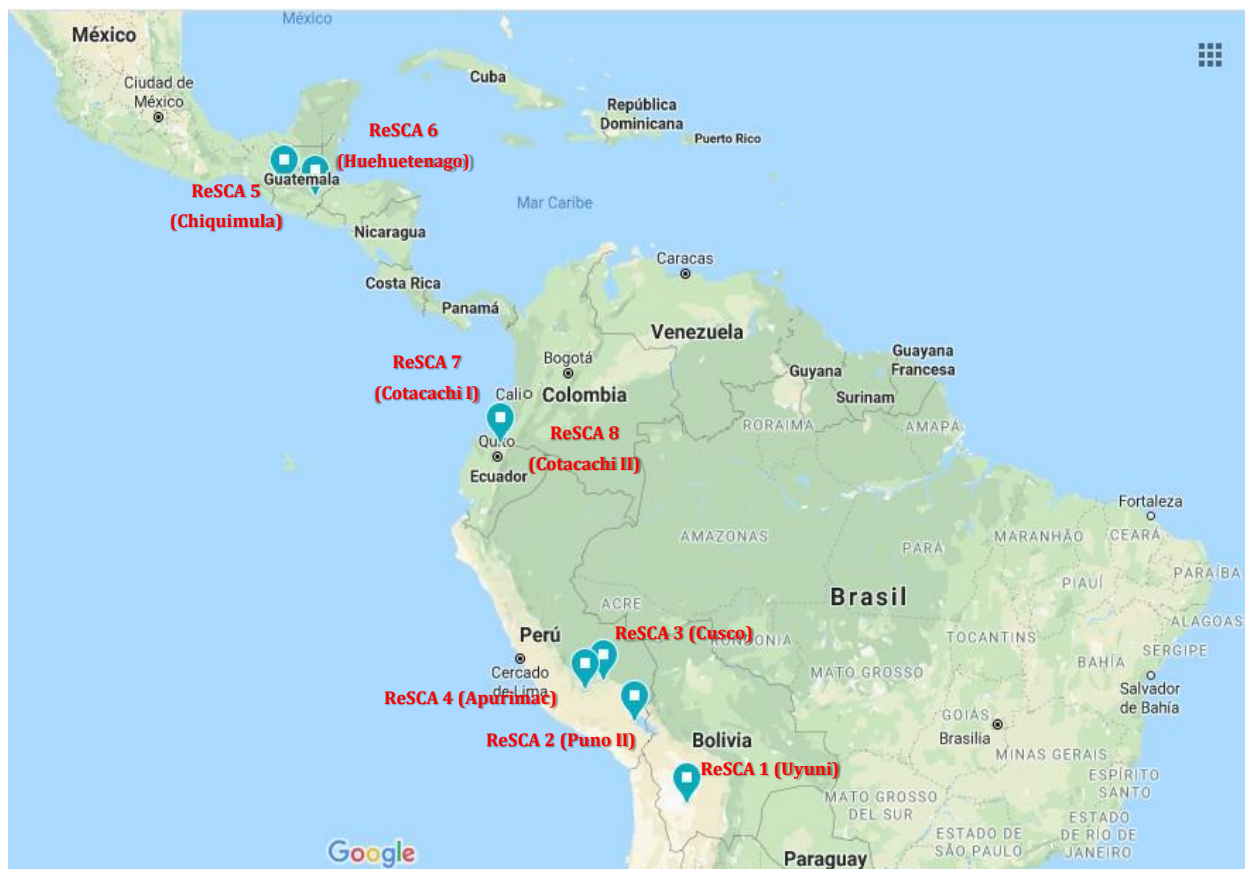 México
México
Ciudad de
México
Cuba
República
Dominicana
Puerto Rico
ReSCA 6
(Huehuetenago)
Guatemala
ReSCA 5
(Chiquimula)
Mar Caribe
Nicaragua
Costa Rica
Panamá
Caracas
Venezuela
Guyana
Guayana
Francesa
Surinam
Bogotá
Colombia
Cali
ReSCA 7
(Cotacachi I)
RORAIMA
AMAPÁ
ReSCA 8
(Cotacachi II)
Quito
Ecuador
Fortaleza
AMAZONAS
PARÁ
MARANHÃO
CEARÁ
PIAUÍ
PARAÍBA
ACRE
Brasil
ALAGOAS
Perú
ReSCA 3 (Cusco)
RONDONIA
TOCANTINS
SERGIPE
Cercado
de Lima
MATO GROSSO
BAHÍA
Salvador
de Bahía
ReSCA 4 (Apurimac)
GOIÁS
Brasilia
ReSCA 2 (Puno II)
Bolivia
MINAS GERAIS
ReSCA 1 (Uyuni)
ESPÍRITO
SANTO
MATO GROSSO
DEL SUR
ESTADO
DE RÍO DE
JANEIRO
ESTADO DE
SÃO PAULO
Paraguay
Google